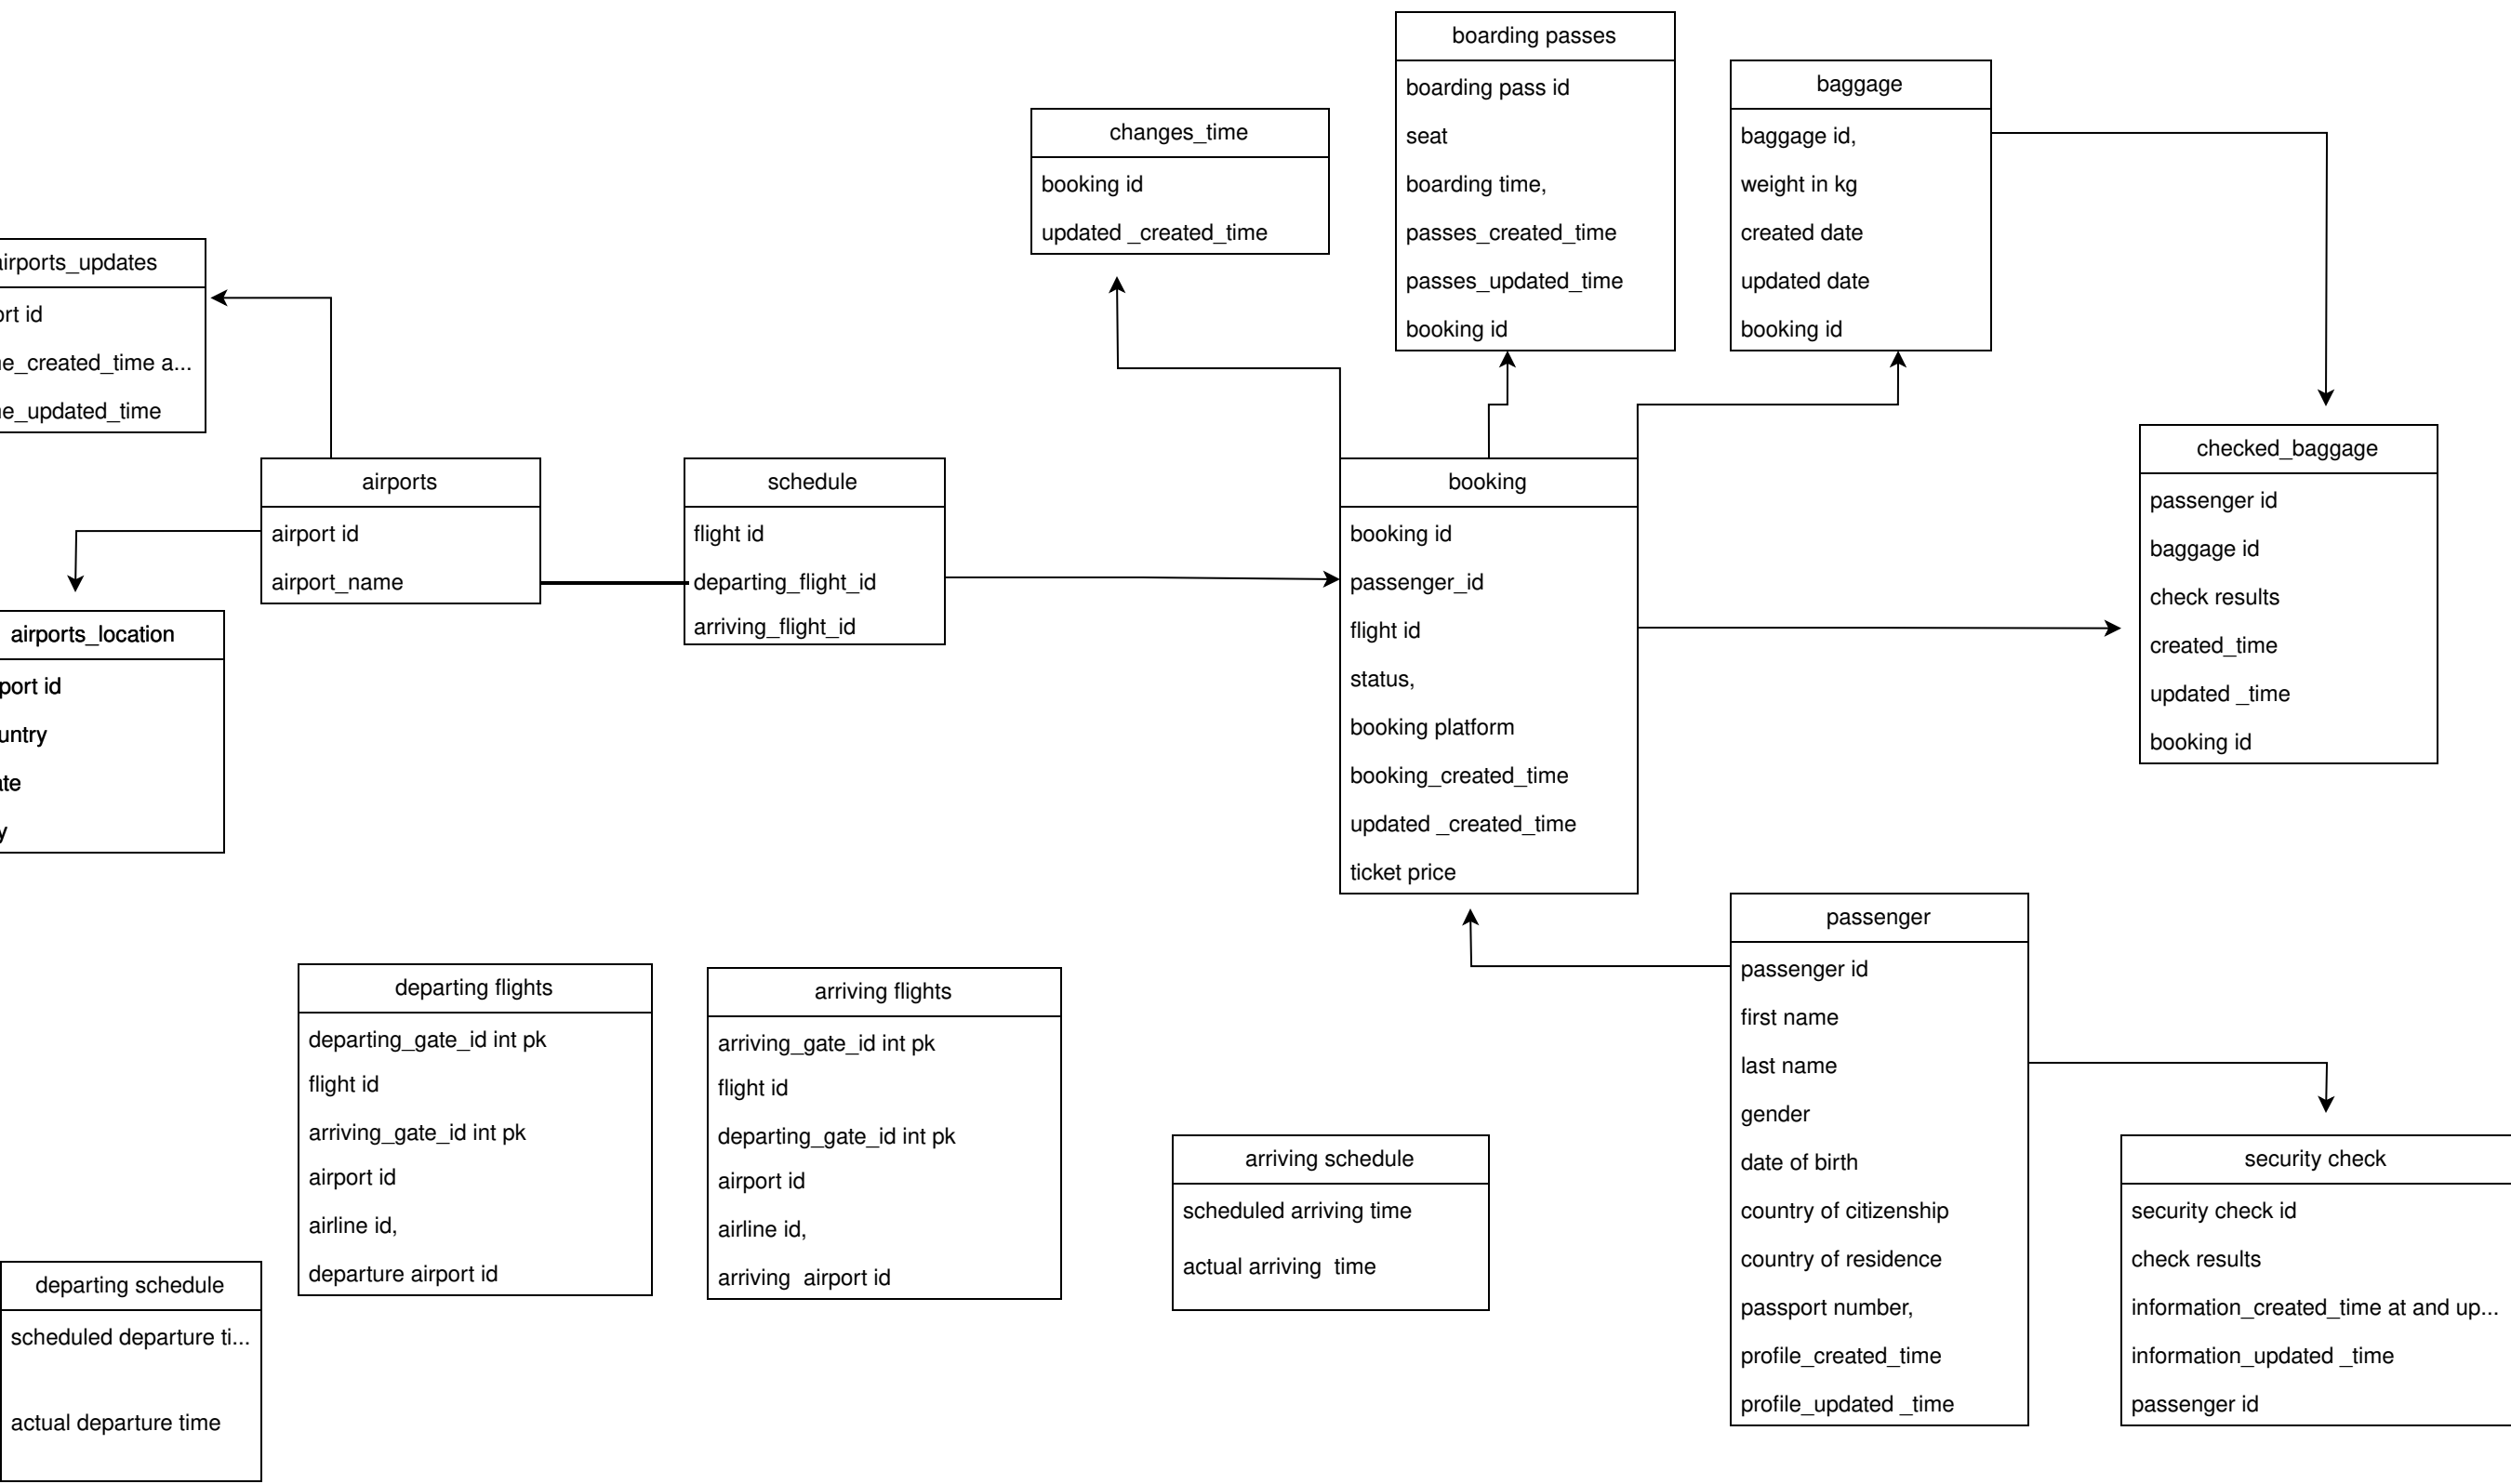 boarding passes
boarding pass id
seat
boarding time,
passes_created_time
passes_updated_time
booking id
baggage
baggage id,
weight in kg
created date
updated date
booking id
changes_time
booking id
updated _created_time
airports_updates
ort id
ne_created_time a...
ne_updated_time
airports
airport id
airport_name
schedule
flight id
departing_flight_id
arriving_flight_id
booking
booking id
passenger_id
flight id
status,
booking platform
booking_created_time
updated _created_time
ticket price
checked_baggage
passenger id
baggage id
check results
created_time
updated _time
booking id
airports_location
port id
untry
ate
y
passenger
passenger id
first name
last name
gender
date of birth
country of citizenship
country of residence
passport number,
profile_created_time
profile_updated _time
departing flights
departing_gate_id int pk
flight id
arriving_gate_id int pk
airport id
airline id,
departure airport id
arriving flights
arriving_gate_id int pk
flight id
departing_gate_id int pk
airport id
airline id,
arriving  airport id
arriving schedule
scheduled arriving time
actual arriving  time
security check
security check id
check results
information_created_time at and up...
information_updated _time
passenger id
departing schedule
scheduled departure ti...
actual departure time